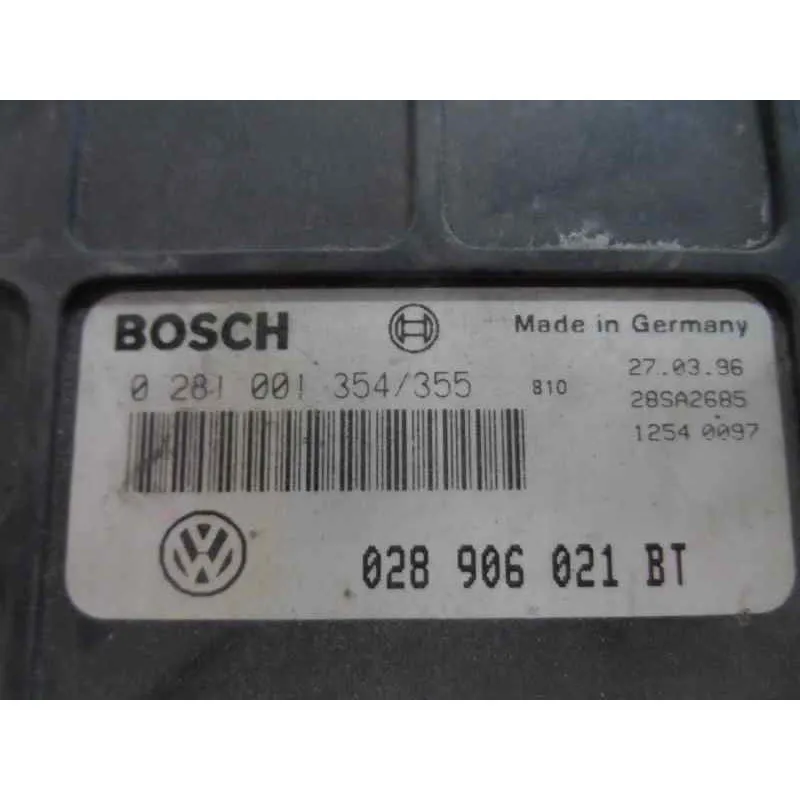 BOSCH
Made in Germany
0 281 001 354/355
810
27.03.96
28SA2685
1254 0097
VW
028 906 021 BT